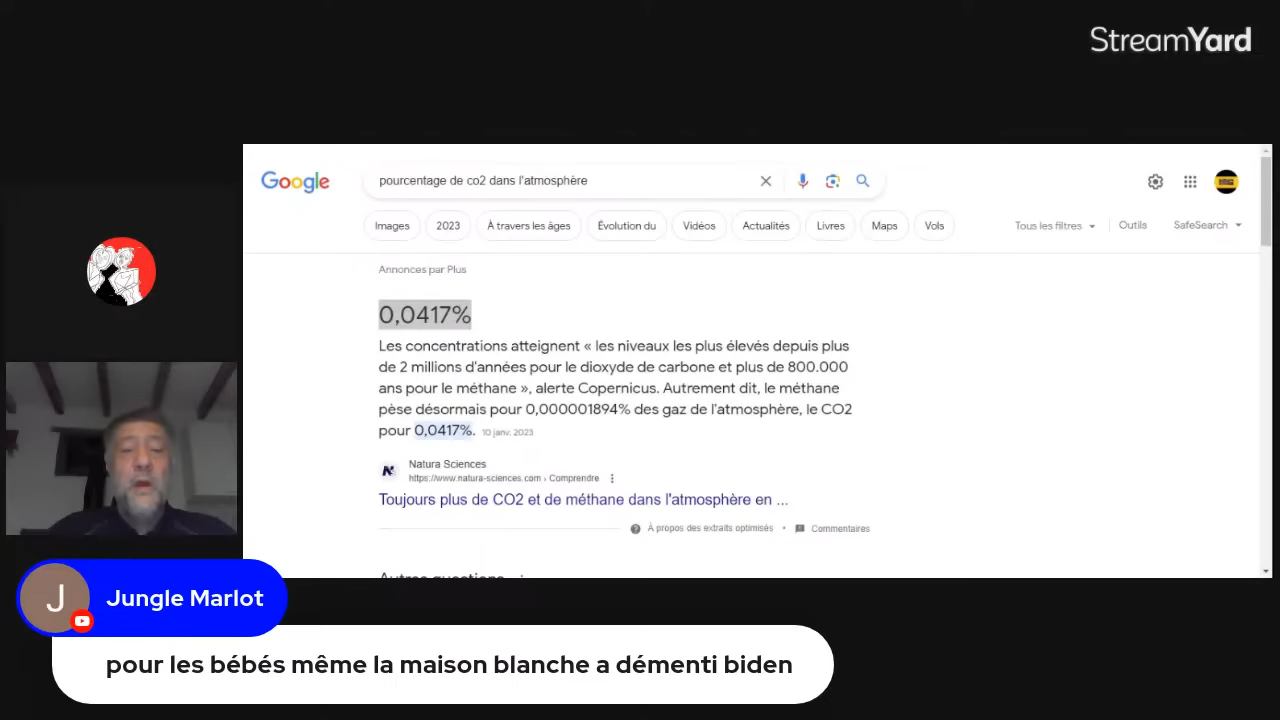 StreamYard
Google
pourcentage de co2 dans l'atmosphère
Images
2023
À travers les âges
Évolution du
Vidéos
Actualités
Livres
Maps
Vols
Tous les filtres
Outils
SafeSearch
Annonces par Plus
0,0417%
Les concentrations atteignent « les niveaux les plus élevés depuis plus
de 2 millions d'années pour le dioxyde de carbone et plus de 800.000
ans pour le méthane », alerte Copernicus. Autrement dit, le méthane
pèse désormais pour 0,000001894% des gaz de l'atmosphère, le CO2
pour 0,0417%. 10 janv. 2023
Natura Sciences
https://www.natura-sciences.com › Comprendre
Toujours plus de CO2 et de méthane dans l'atmosphère en ...
À propos des extraits optimisés • Commentaires
Autres questions
J
Jungle Marlot
pour les bébés même la maison blanche a démenti biden